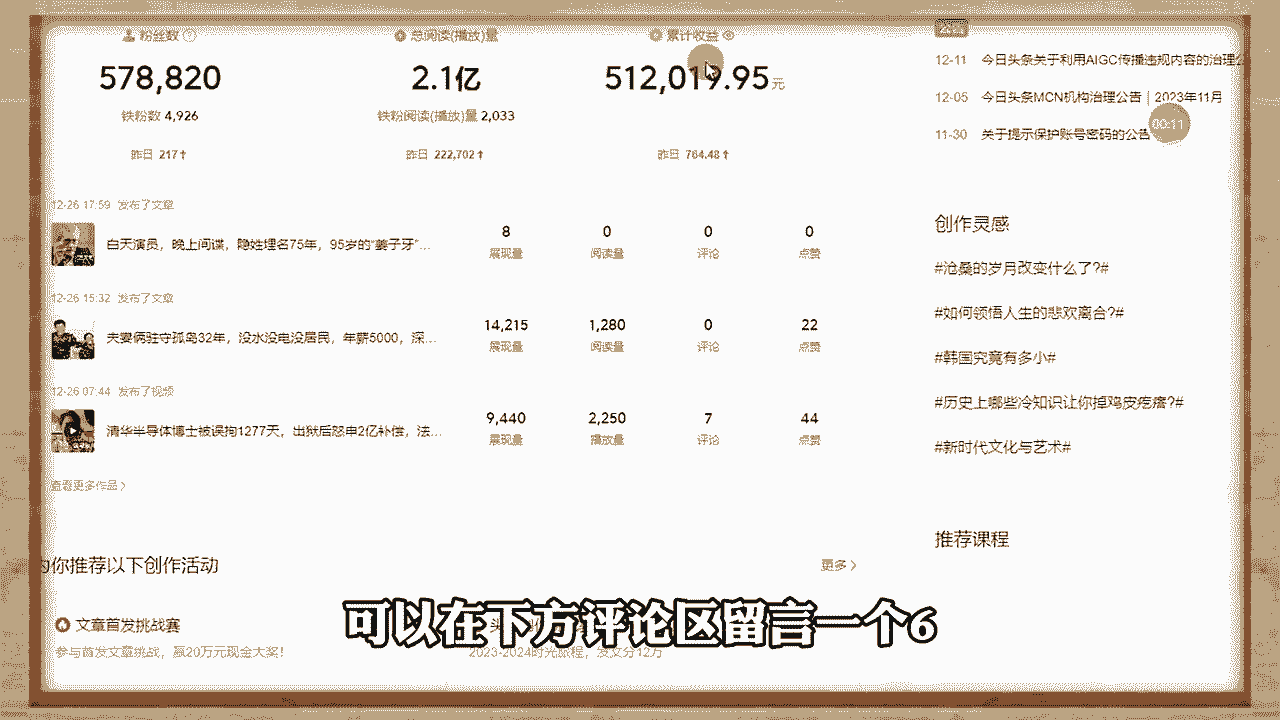 粉丝数
总阅读(播放)量
累计收益
公告
578,820
2.1亿
512,019.95元
铁粉数 4,926
铁粉阅读(播放)量 2,033
昨日 217↑
昨日 222,702↑
昨日 764.48↑
12-11 今日头条关于利用AIGC传播违规内容的治理公
12-05 今日头条MCN机构治理公告｜2023年11月
11-30 关于提示保护账号密码的公告
00:11
12-26 17:59 发布了文章
白天演员，晚上间谍，隐姓埋名75年，95岁的“姜子牙”...
8
0
0
0
展现量
阅读量
评论
点赞
12-26 15:32 发布了文章
夫妻俩驻守孤岛32年，没水没电没居民，年薪5000，深...
14,215
1,280
0
22
展现量
阅读量
评论
点赞
12-26 07:44 发布了视频
清华半导体博士被误拘1277天，出狱后怒申2亿补偿，法...
9,440
2,250
7
44
展现量
播放量
评论
点赞
查看更多作品 >
创作灵感
#沧桑的岁月改变什么了?#
#如何领悟人生的悲欢离合?#
#韩国究竟有多小#
#历史上哪些冷知识让你掉鸡皮疙瘩?#
#新时代文化与艺术#
推荐课程
为你推荐以下创作活动
更多 >
文章首发挑战赛
参与首发文章挑战，赢20万元现金大奖!
头
2023-2024时光旅程，发文分12万
可以在下方评论区留言一个6